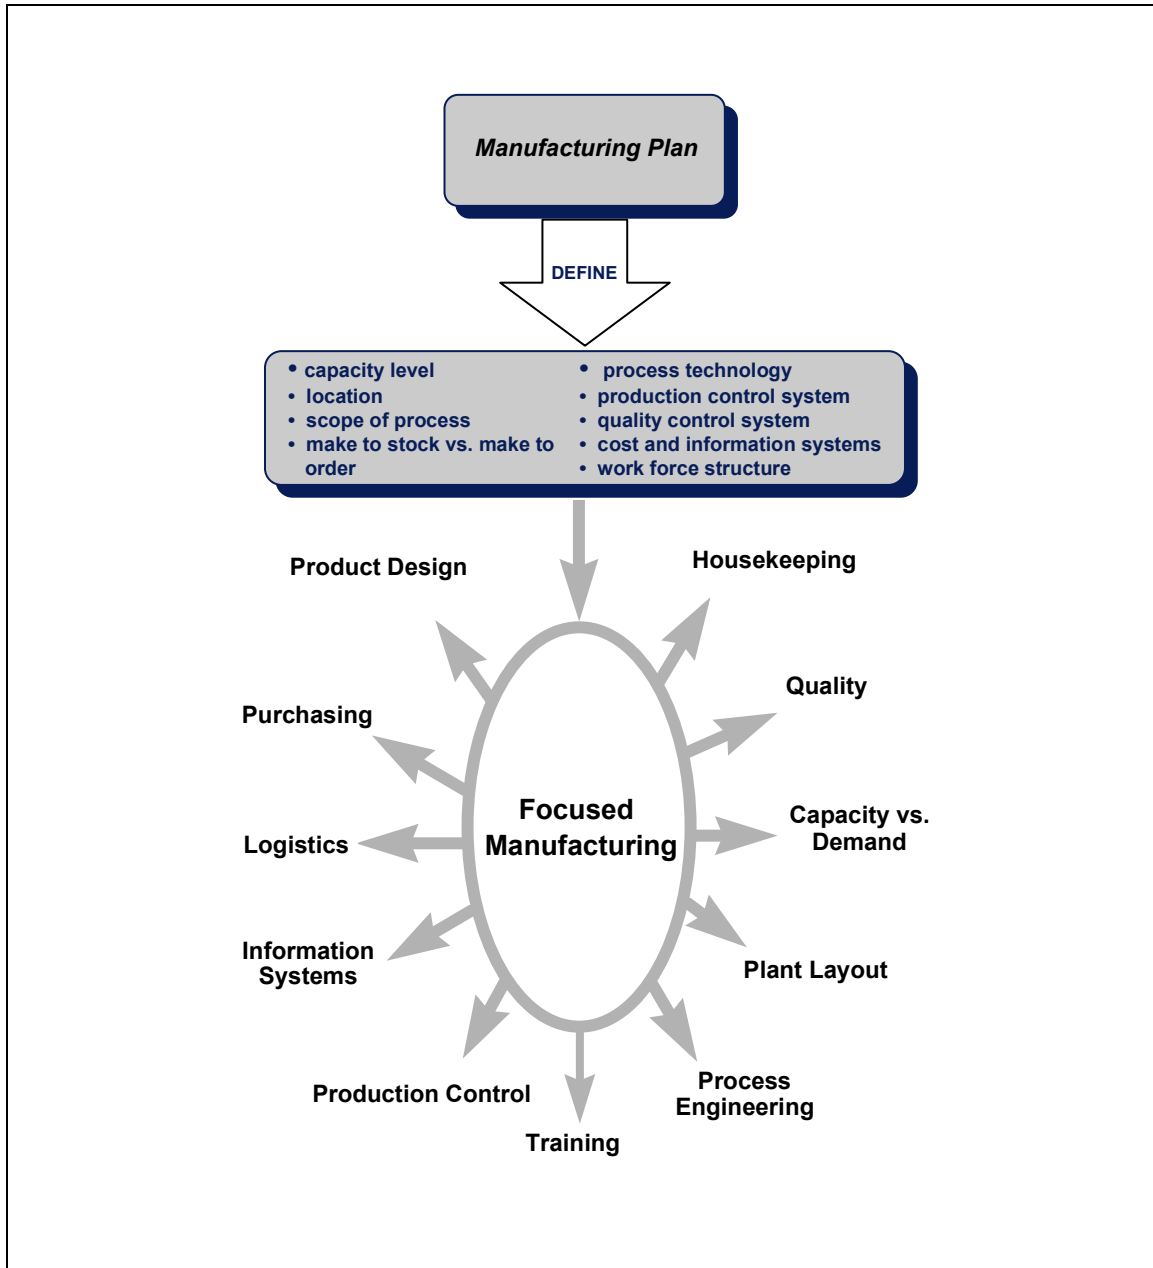 Manufacturing Plan
DEFINE
• capacity level
• location
• scope of process
• make to stock vs. make to
order
• process technology
• production control system
• quality control system
• cost and information systems
• work force structure
Product Design
Housekeeping
Purchasing
Quality
Focused
Manufacturing
Logistics
Capacity vs.
Demand
Information
Systems
Plant Layout
Production Control
Process
Engineering
Training